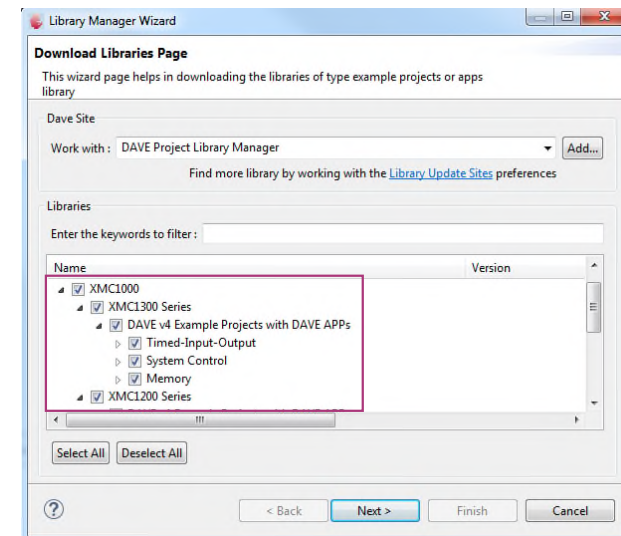 Library Manager Wizard
Download Libraries Page
This wizard page helps in downloading the libraries of type example projects or apps
library
Dave Site
Work with : DAVE Project Library Manager Add...
Find more library by working with the Library Update Sites preferences
Libraries
Enter the keywords to filter :
Name Version
XMC1000
XMC1300 Series
DAVE v4 Example Projects with DAVE APPs
Timed-Input-Output
System Control
Memory
XMC1200 Series
Select All Deselect All
? < Back Next > Finish Cancel